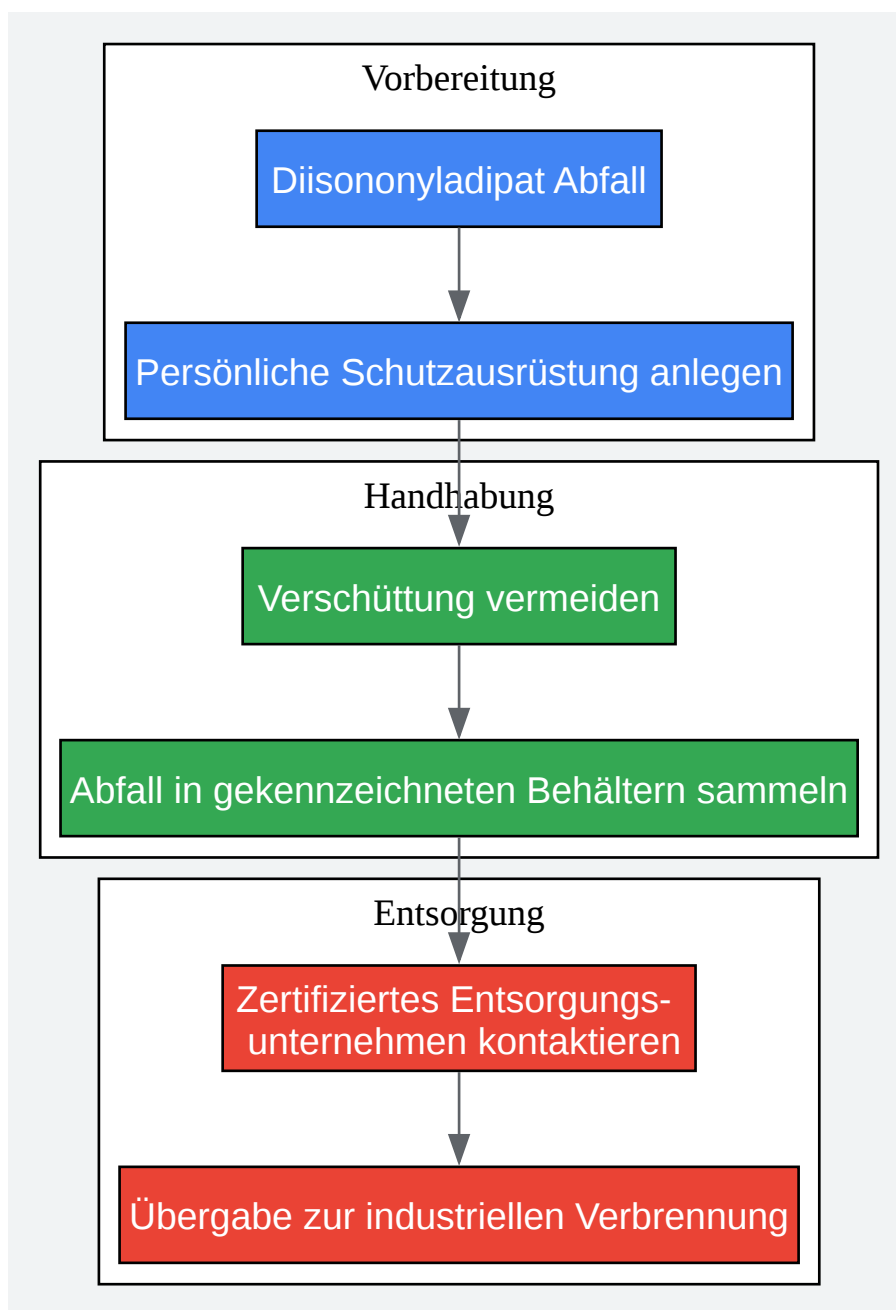 Vorbereitung
Diisononyladipat Abfall
Persönliche Schutzausrüstung anlegen
Handhabung
Verschüttung vermeiden
Abfall in gekennzeichneten Behältern sammeln
Entsorgung
Zertifiziertes Entsorgungs-
unternehmen kontaktieren
Übergabe zur industriellen Verbrennung